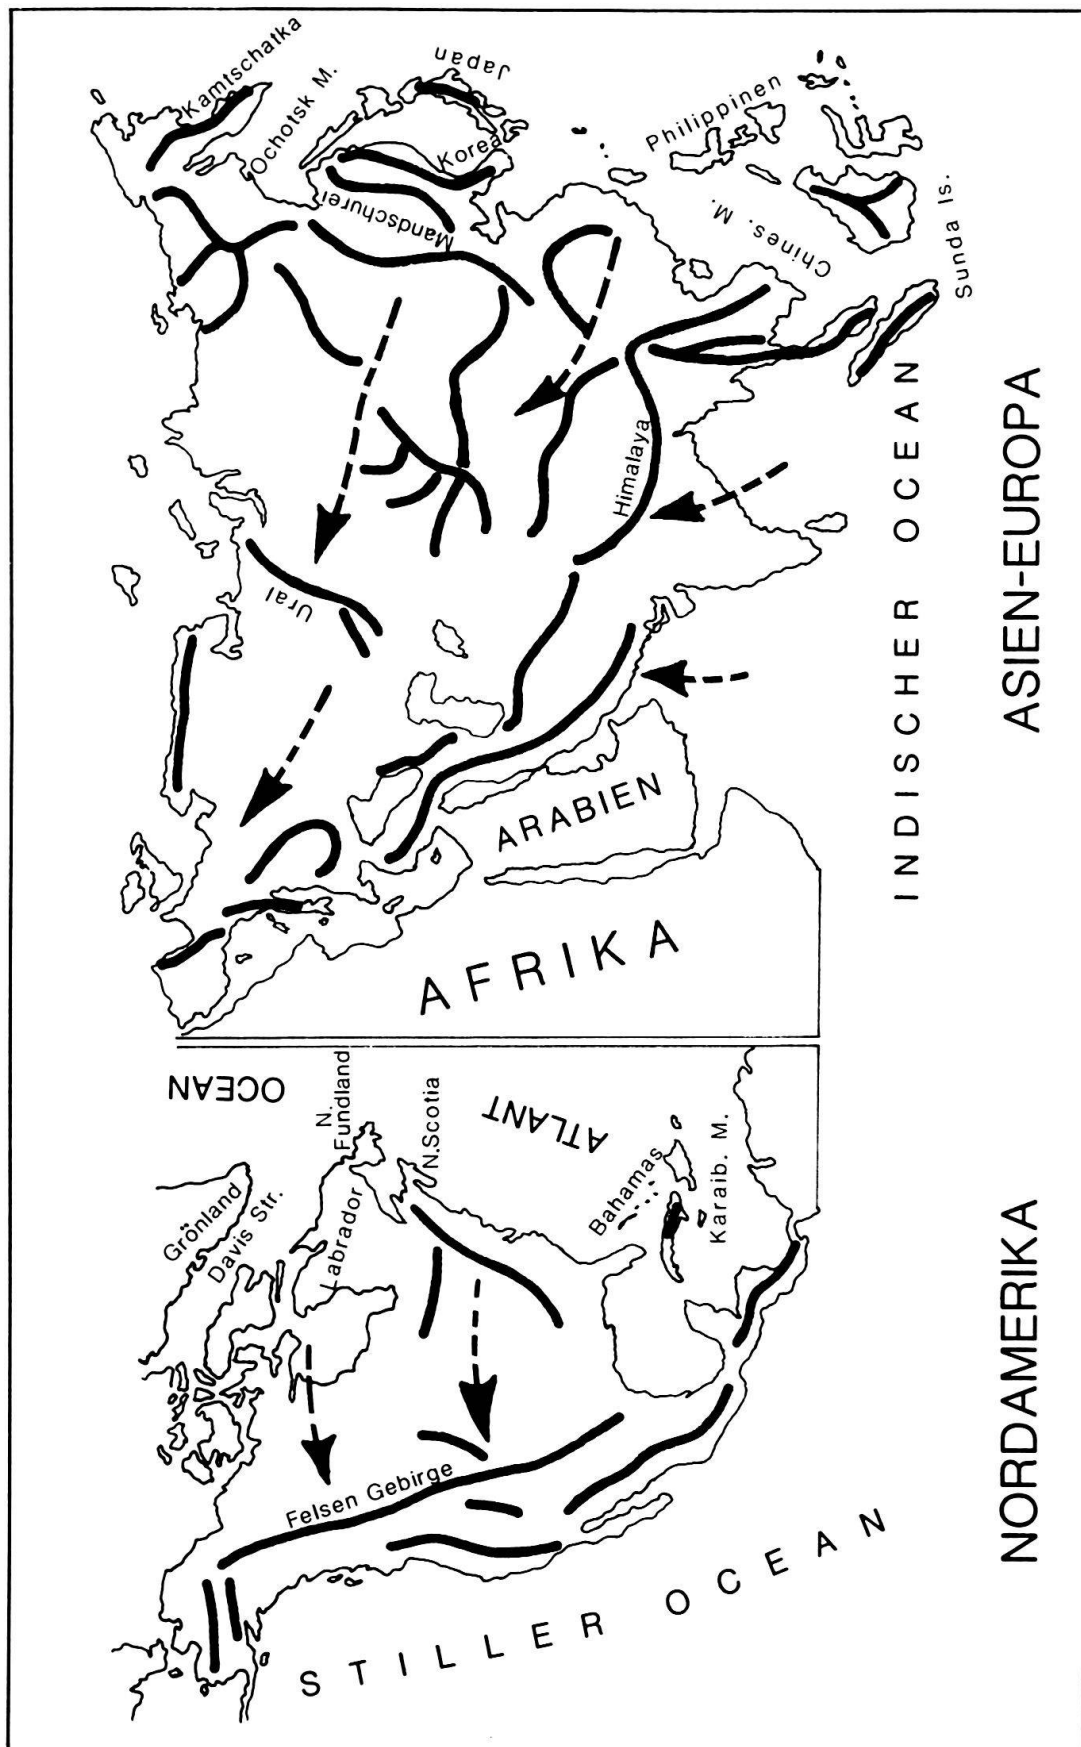 Kamtschatka
Ochotsk M.
Japan
Korea
Mandschurei
Philippinen
Chines. M.
Sunda Is.
Himalaya
Ural
ARABIEN
AFRIKA
INDISCHER OCEAN
ASIEN-EUROPA
OCEAN
ATLANT
N.
Fundland
N.Scotia
Grönland
Davis Str.
Labrador
Bahamas
Karaib. M.
Felsen Gebirge
STILLER OCEAN
NORDAMERIKA